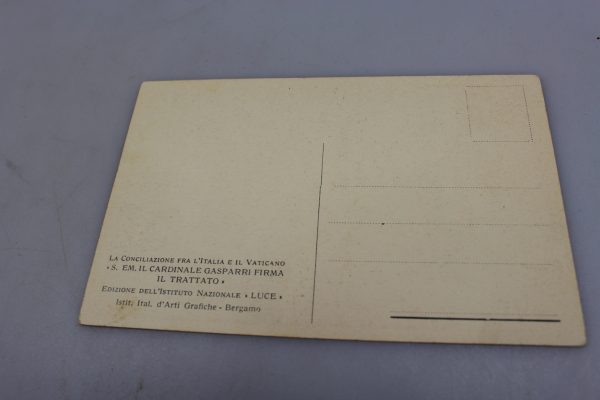 LA CONCILIAZIONE FRA L'ITALIA E IL VATICANO
« S. EM. IL CARDINALE GASPARRI FIRMA
IL TRATTATO »
EDIZIONE DELL'ISTITUTO NAZIONALE « LUCE »
Istit. Ital. d'Arti Grafiche - Bergamo